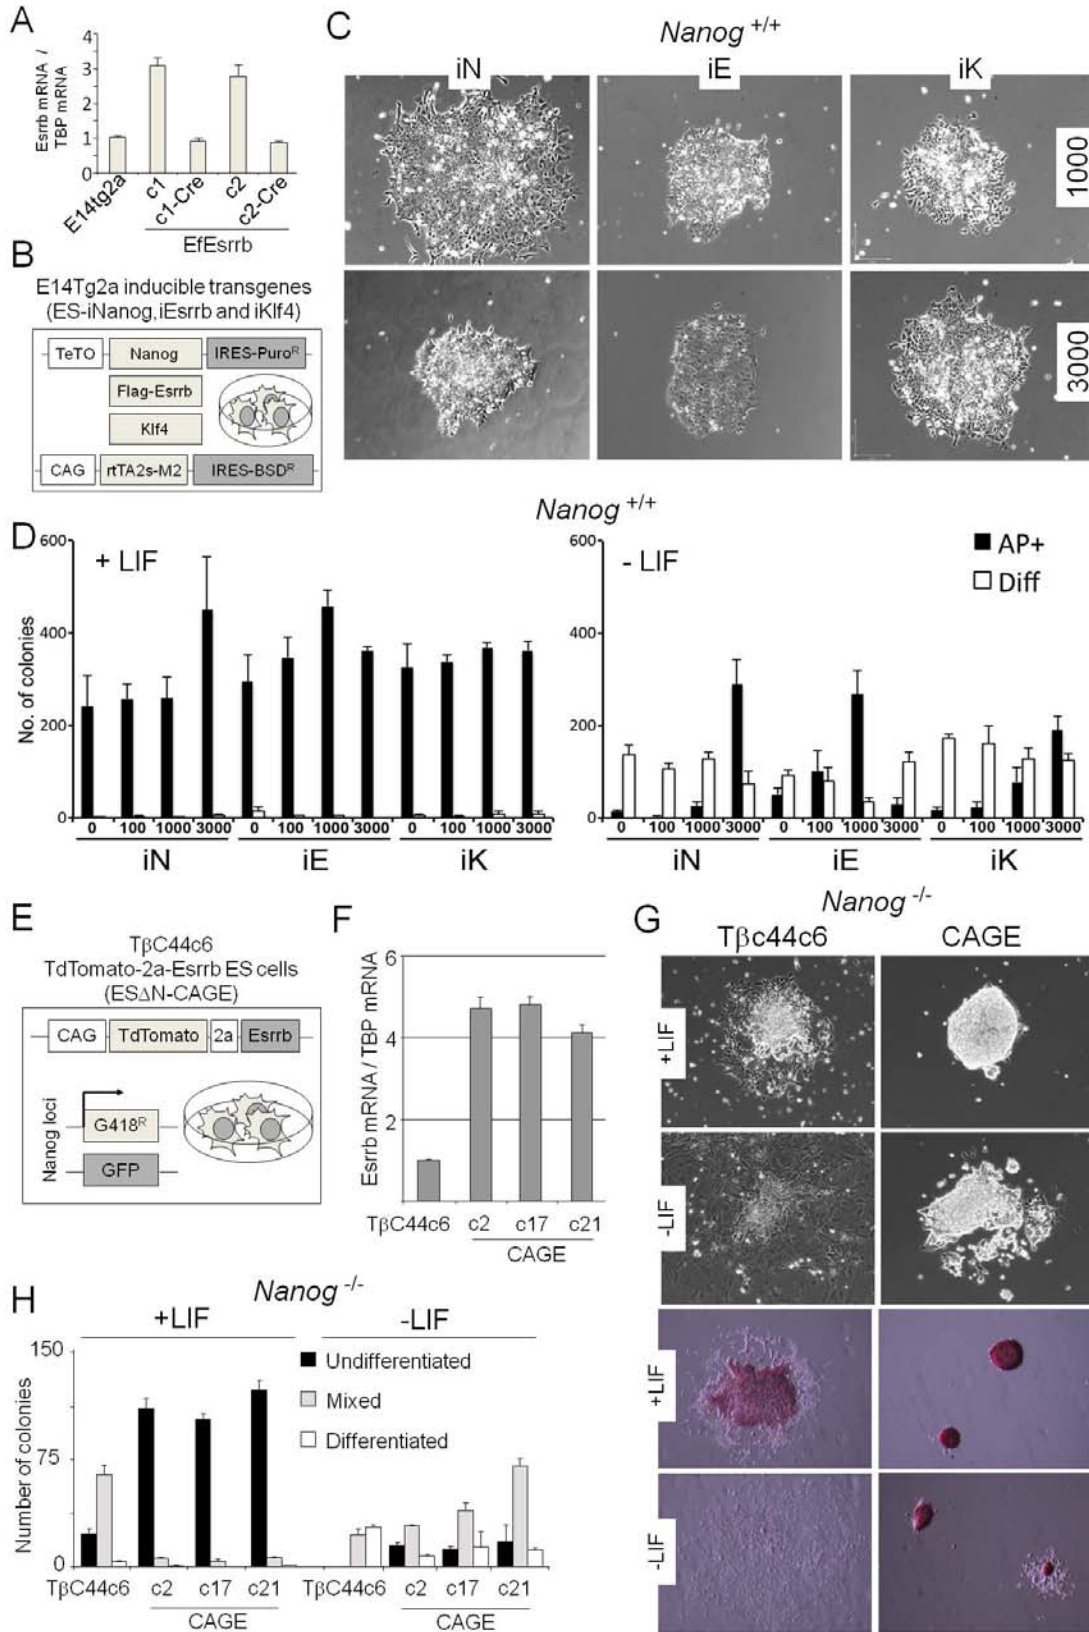 A
Esrrb mRNA /
TBP mRNA
4
3
2
1
0
E14tg2a
c1
c1-Cre
c2
c2-Cre
EfEsrrb
B
E14Tg2a inducible transgenes
(ES-iNanog, iEsrrb and iKlf4)
TeTO Nanog IRES-Puro^R
Flag-Esrrb
Klf4
CAG rtTA2s-M2 IRES-BSD^R
C
Nanog +/+
iN iE iK
1000
3000
Nanog +/+
D
+ LIF
No. of colonies
600
400
200
0
0 100 1000 3000 0 100 1000 3000 0 100 1000 3000
iN iE iK
- LIF
AP+
Diff
600
400
200
0
0 100 1000 3000 0 100 1000 3000 0 100 1000 3000
iN iE iK
E
TβC44c6
TdTomato-2a-Esrrb ES cells
(ESΔN-CAGE)
CAG TdTomato 2a Esrrb
Nanog loci
G418^R
GFP
F
Esrrb mRNA / TBP mRNA
6
4
2
TβC44c6 c2 c17 c21
CAGE
Nanog -/-
G
Tβc44c6 CAGE
+LIF
-LIF
+LIF
-LIF
H
Nanog -/-
+LIF -LIF
Number of colonies
150
75
0
Undifferentiated
Mixed
Differentiated
TβC44c6 c2 c17 c21 TβC44c6 c2 c17 c21
CAGE CAGE